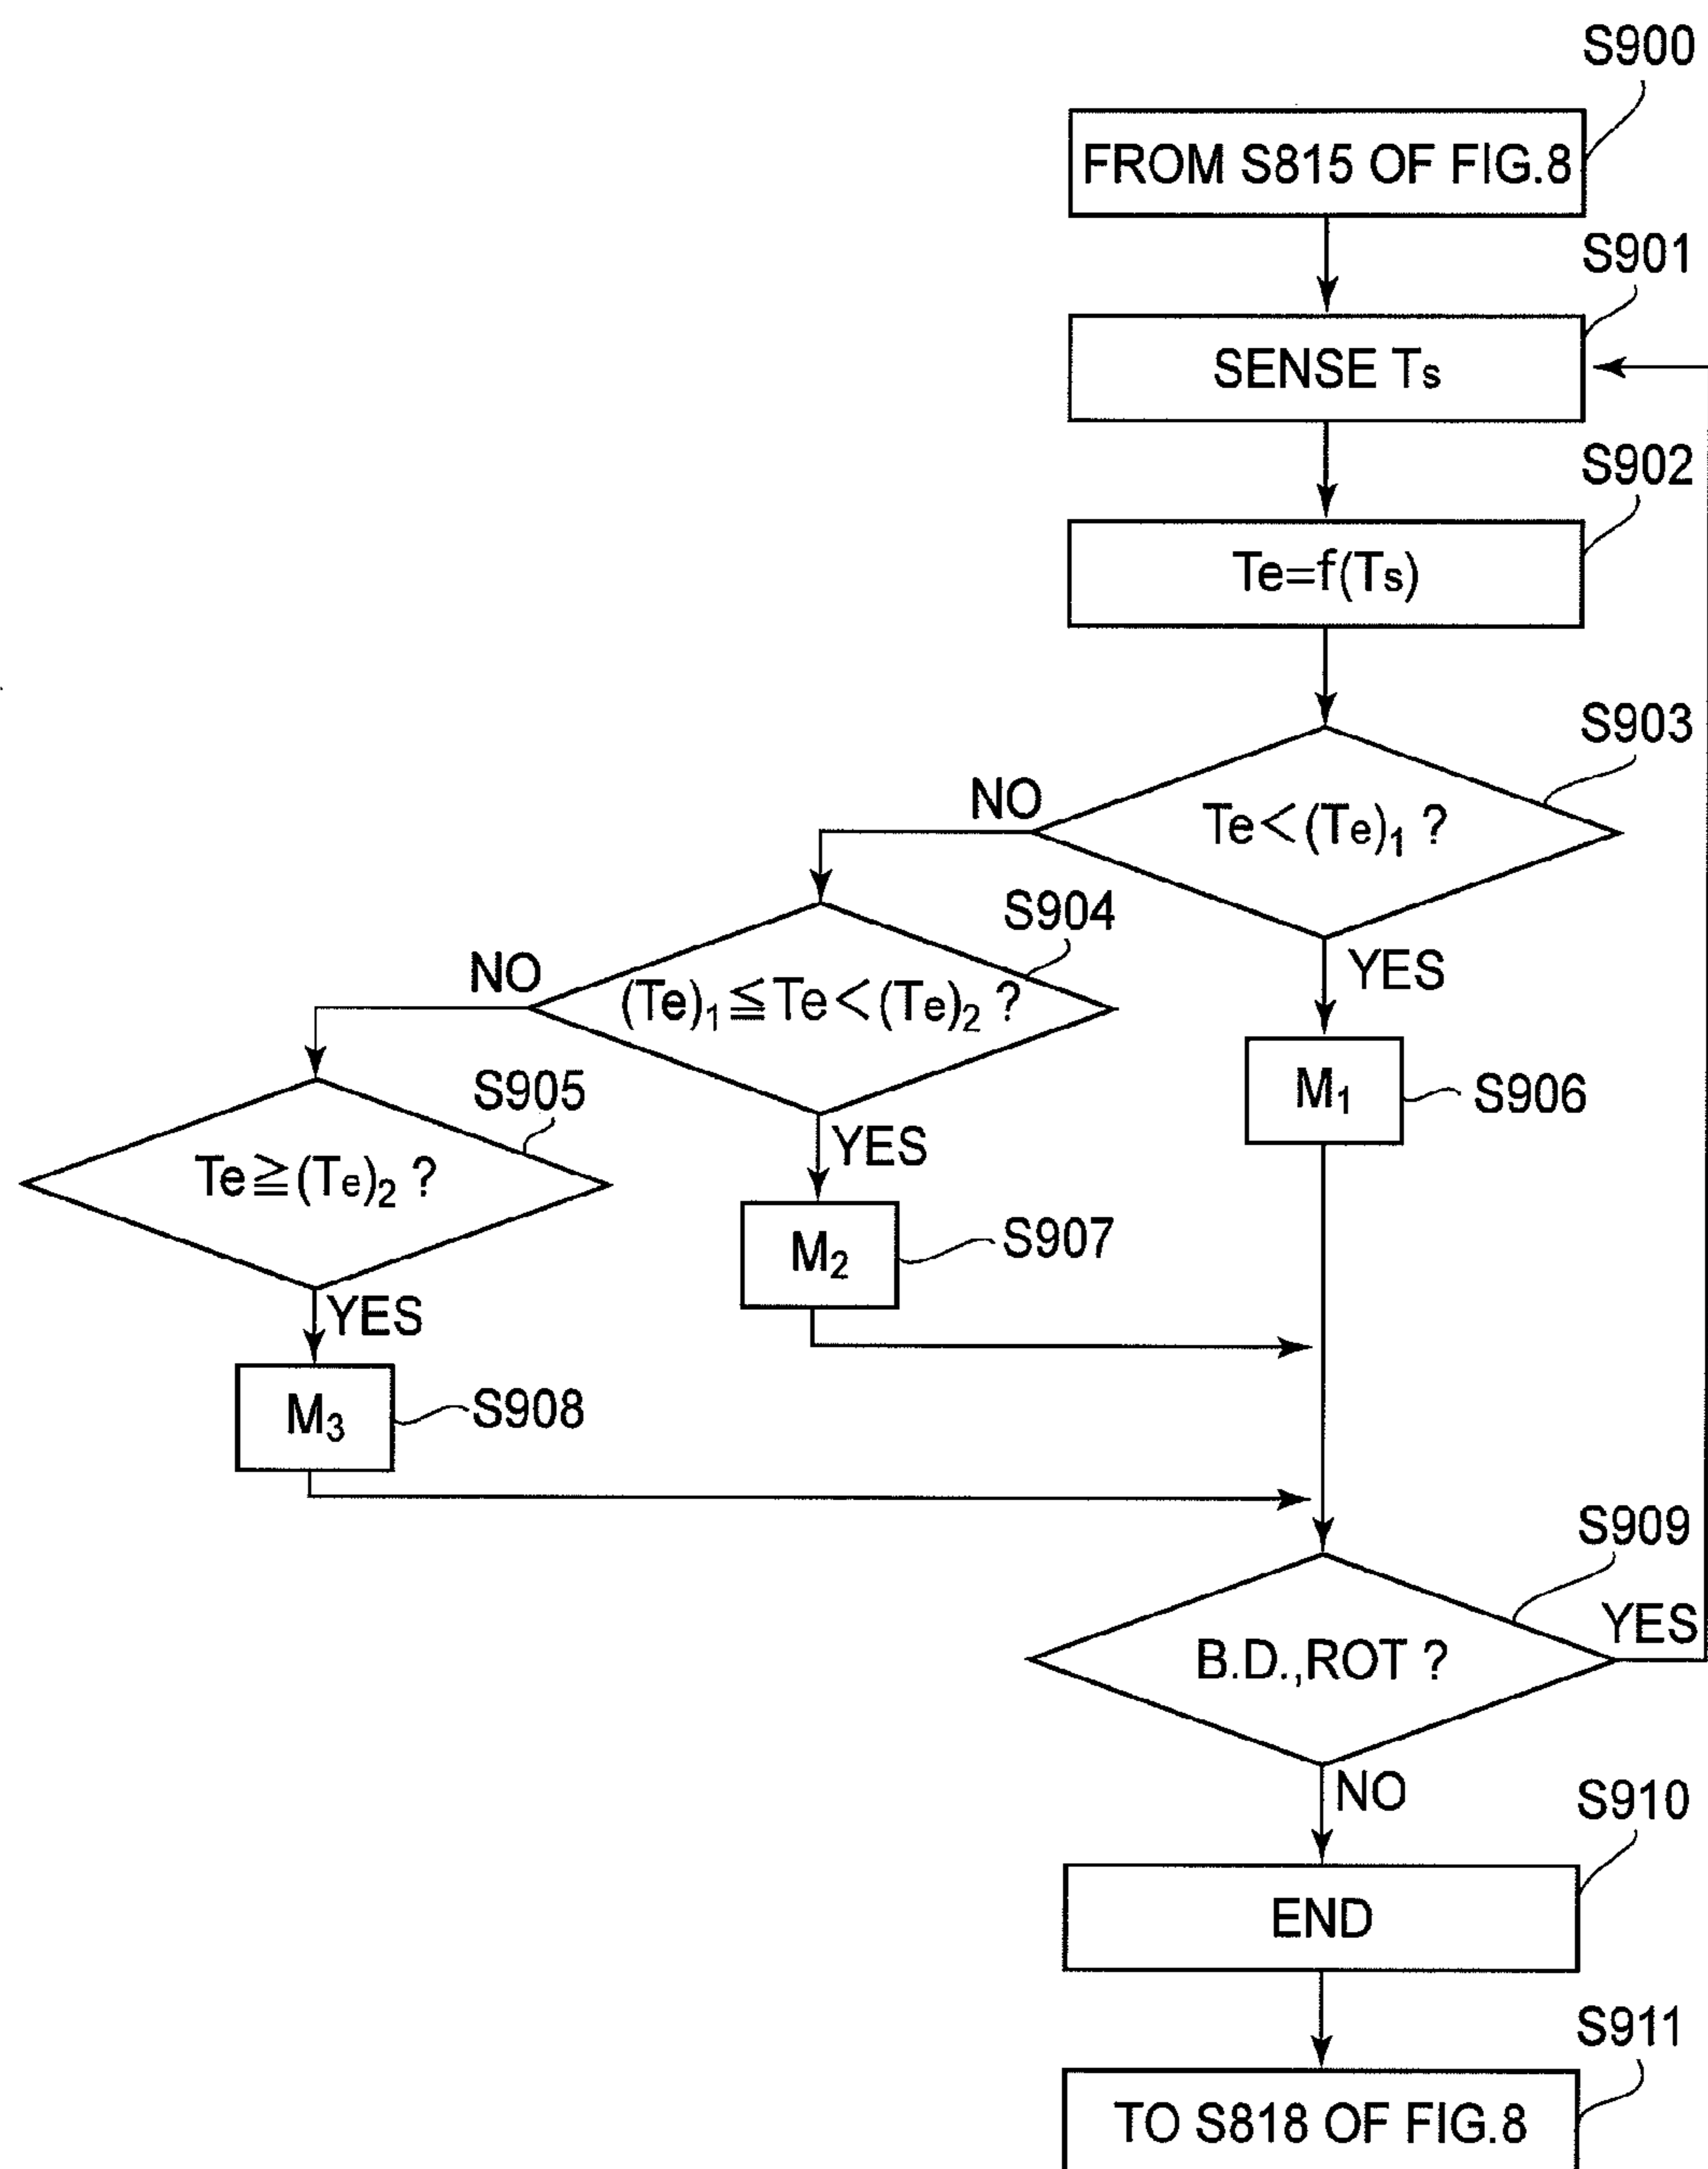 S900
FROM S815 OF FIG.8
S901
SENSE Ts
S902
Te=f(Ts)
S903
NO
Te<(Te)₁ ?
S904
YES
NO
(Te)₁≦Te<(Te)₂ ?
S905
M₁
S906
YES
Te≧(Te)₂ ?
M₂
S907
YES
M₃
S908
S909
YES
B.D.,ROT ?
NO
S910
END
S911
TO S818 OF FIG.8